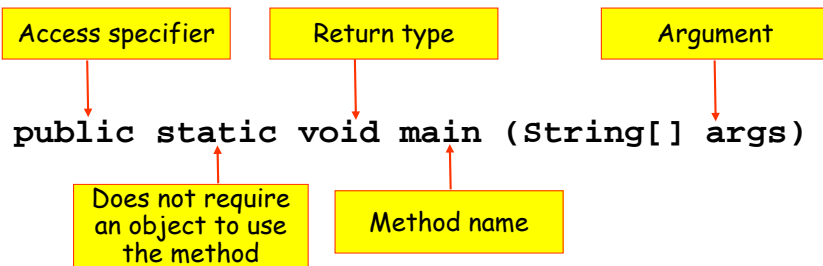 Access specifier
Return type
Argument
public static void main (String[] args)
Does not require
an object to use
the method
Method name